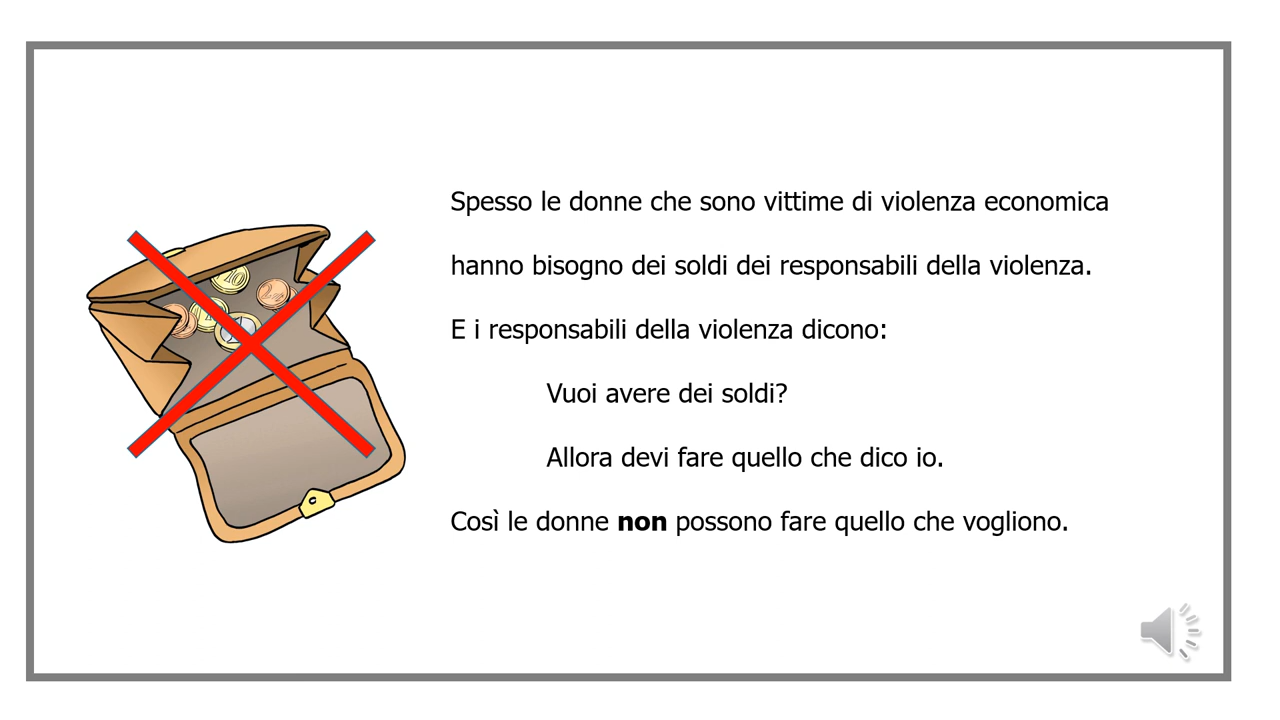 Spesso le donne che sono vittime di violenza economica
hanno bisogno dei soldi dei responsabili della violenza.
E i responsabili della violenza dicono:
Vuoi avere dei soldi?
Allora devi fare quello che dico io.
Così le donne non possono fare quello che vogliono.